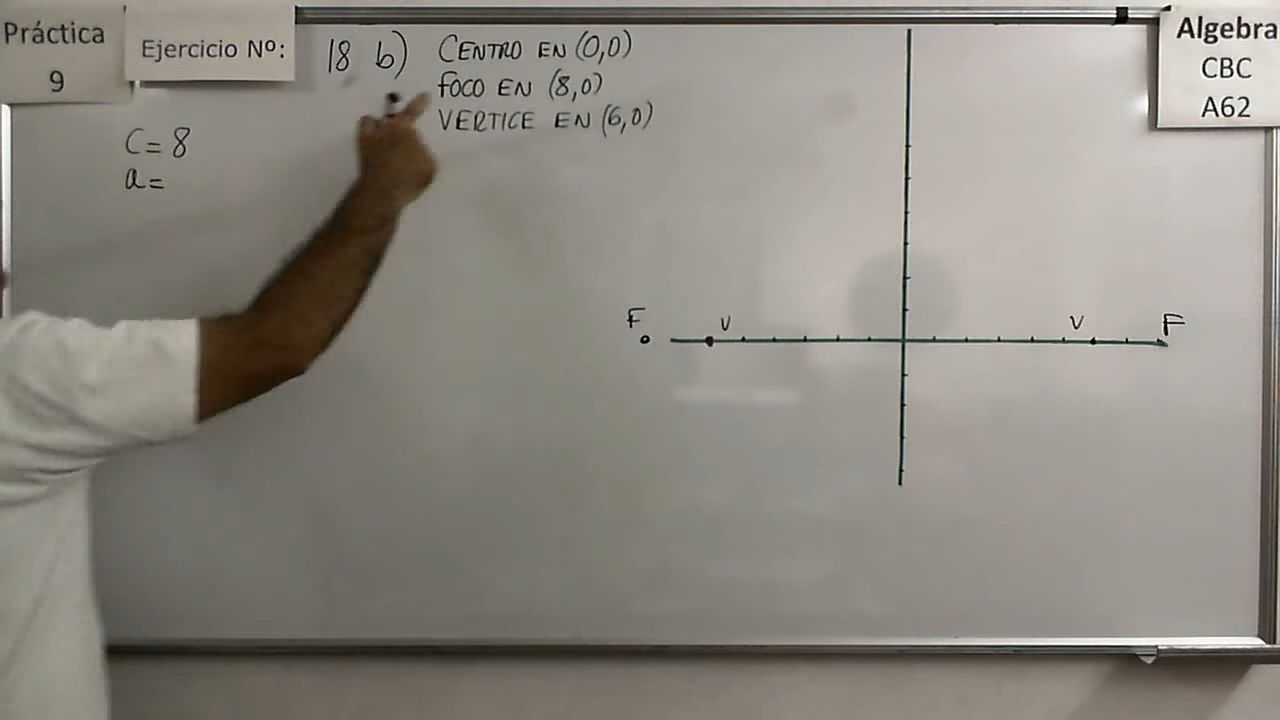 Práctica
9
Ejercicio Nº:
18 b) CENTRO EN (0,0)
FOCO EN (8,0)
VERTICE EN (6,0)
Algebra
CBC
A62
C= 8
a=
F V V F